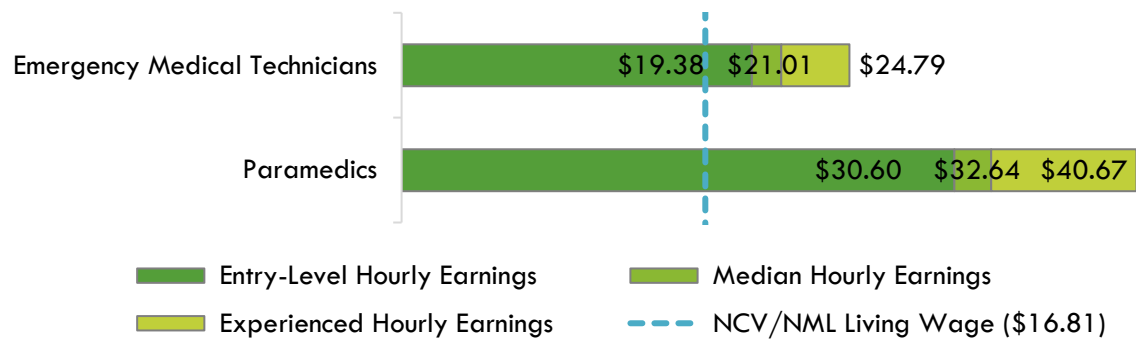 Emergency Medical Technicians $19.38 $21.01 $24.79
Paramedics $30.60 $32.64 $40.67
Entry-Level Hourly Earnings Median Hourly Earnings
Experienced Hourly Earnings NCV/NML Living Wage ($16.81)